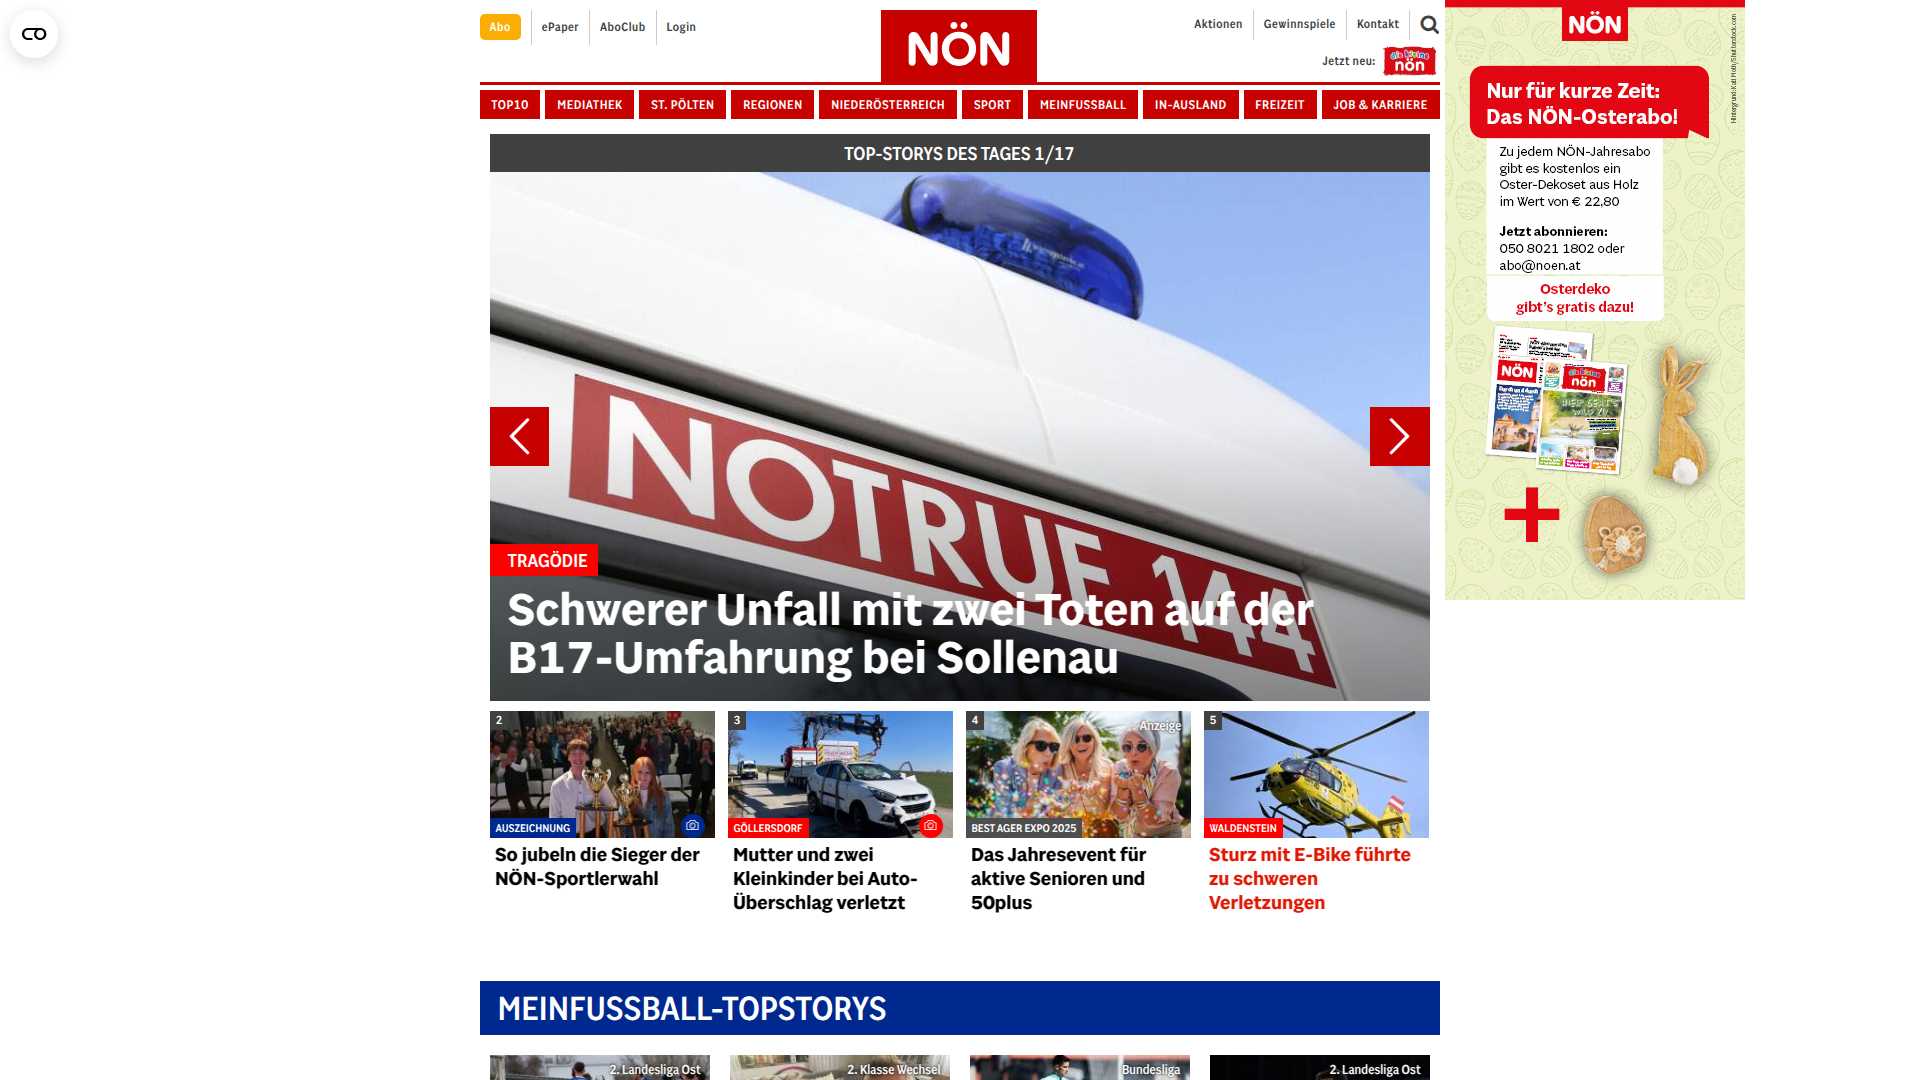 Abo
ePaper
AboClub
Login
NÖN
Aktionen
Gewinnspiele
Kontakt
Jetzt neu:
die kleine
nön
TOP10
MEDIATHEK
ST. PÖLTEN
REGIONEN
NIEDERÖSTERREICH
SPORT
MEINFUSSBALL
IN-AUSLAND
FREIZEIT
JOB & KARRIERE
TOP-STORYS DES TAGES 1/17
NOTRUF 144
TRAGÖDIE
Schwerer Unfall mit zwei Toten auf der
B17-Umfahrung bei Sollenau
2
AUSZEICHNUNG
So jubeln die Sieger der
NÖN-Sportlerwahl
3
GÖLLERSDORF
Mutter und zwei
Kleinkinder bei Auto-
Überschlag verletzt
4
Anzeige
BEST AGER EXPO 2025
Das Jahresevent für
aktive Senioren und
50plus
5
WALDENSTEIN
Sturz mit E-Bike führte
zu schweren
Verletzungen
MEINFUSSBALL-TOPSTORYS
2. Landesliga Ost
2. Klasse Wechsel
Bundesliga
2. Landesliga Ost
NÖN
Nur für kurze Zeit:
Das NÖN-Osterabo!
Zu jedem NÖN-Jahresabo
gibt es kostenlos ein
Oster-Dekoset aus Holz
im Wert von € 22,80
Jetzt abonnieren:
050 8021 1802 oder
abo@noen.at
Osterdeko
gibt's gratis dazu!
NÖN
die kleine
nön